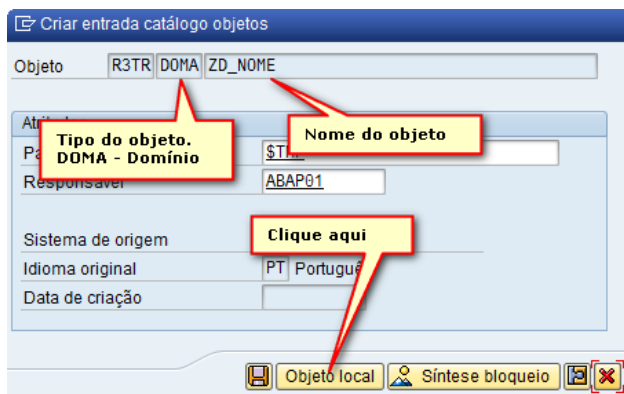 Criar entrada catálogo objetos
Objeto R3TR DOMA ZD_NOME
Tipo do objeto.
DOMA - Domínio
Nome do objeto
Responsável ABAP01
Clique aqui
Sistema de origem
Idioma original PT Portuguê
Data de criação
Objeto local Síntese bloqueio